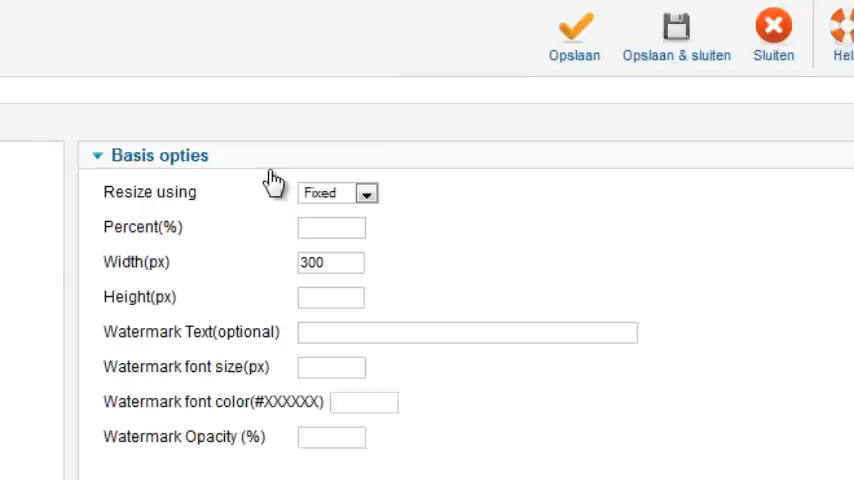 Opslaan Opslaan & sluiten Sluiten Hel
Basis opties
Resize using Fixed
Percent(%)
Width(px) 300
Height(px)
Watermark Text(optional)
Watermark font size(px)
Watermark font color(#XXXXXX)
Watermark Opacity (%)